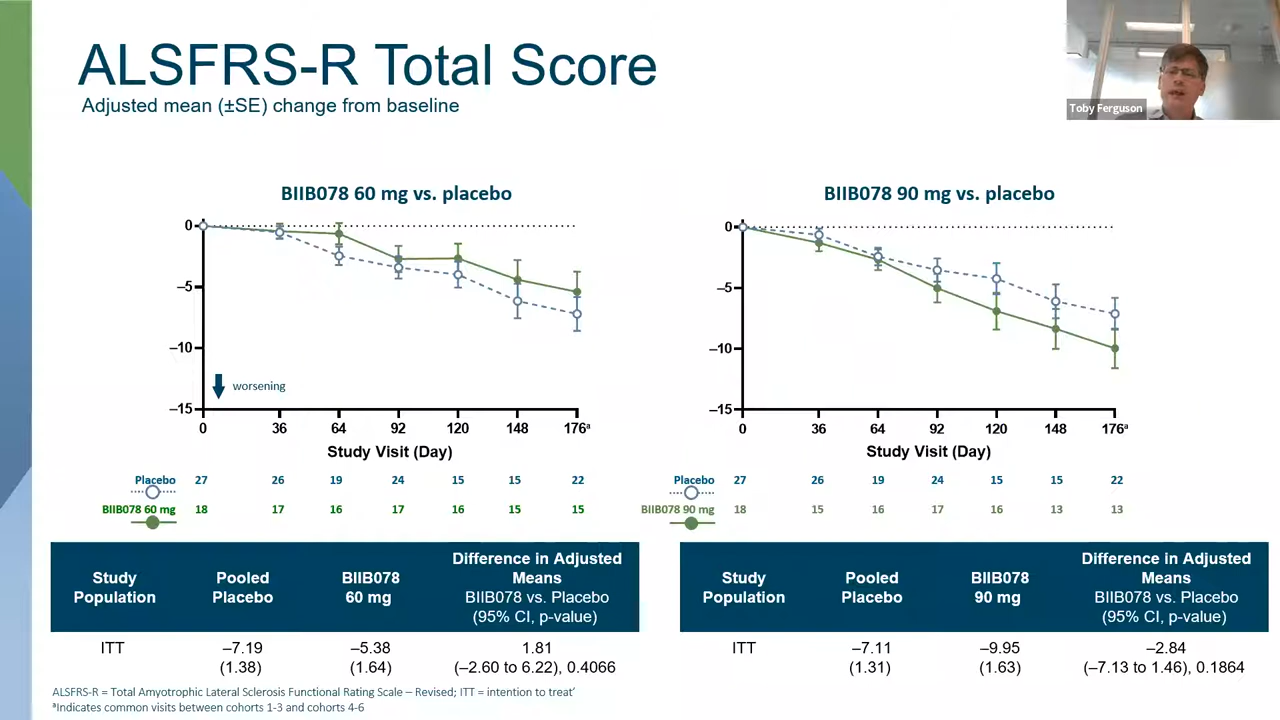 ALSFRS-R Total Score
Adjusted mean (±SE) change from baseline
Toby Ferguson
BIIB078 60 mg vs. placebo
0
–5
–10
–15
worsening
0 36 64 92 120 148 176ᵃ
Study Visit (Day)
Placebo 27 26 19 24 15 15 22
BIIB078 60 mg 18 17 16 17 16 15 15
BIIB078 90 mg vs. placebo
0
–5
–10
–15
0 36 64 92 120 148 176ᵃ
Study Visit (Day)
Placebo 27 26 19 24 15 15 22
BIIB078 90 mg 18 15 16 17 16 13 13
Study Population
Pooled Placebo
BIIB078 60 mg
Difference in Adjusted
Means
BIIB078 vs. Placebo
(95% CI, p-value)
ITT –7.19 –5.38 1.81
(1.38) (1.64) (–2.60 to 6.22), 0.4066
Study Population
Pooled Placebo
BIIB078 90 mg
Difference in Adjusted
Means
BIIB078 vs. Placebo
(95% CI, p-value)
ITT –7.11 –9.95 –2.84
(1.31) (1.63) (–7.13 to 1.46), 0.1864
ALSFRS-R = Total Amyotrophic Lateral Sclerosis Functional Rating Scale – Revised; ITT = intention to treat’
ᵃIndicates common visits between cohorts 1-3 and cohorts 4-6